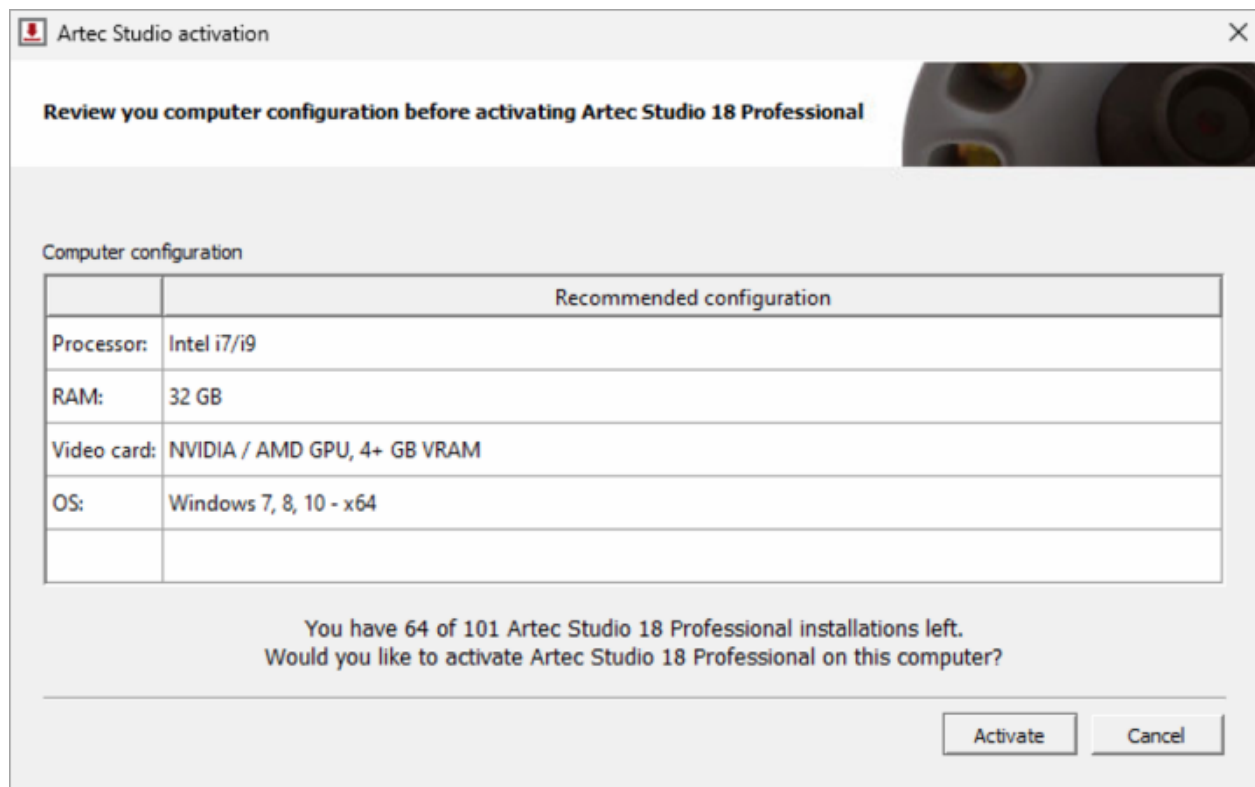 Artec Studio activation
Review you computer configuration before activating Artec Studio 18 Professional
Computer configuration
Recommended configuration
Processor: Intel i7/i9
RAM: 32 GB
Video card: NVIDIA / AMD GPU, 4+ GB VRAM
OS: Windows 7, 8, 10 - x64
You have 64 of 101 Artec Studio 18 Professional installations left.
Would you like to activate Artec Studio 18 Professional on this computer?
Activate Cancel